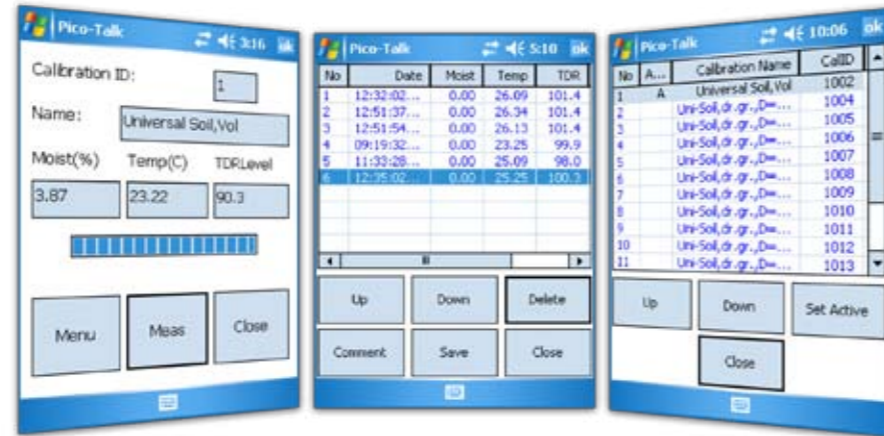 Pico-Talk 3:16 ok
Calibration ID: 1
Name: Universal Soil,Vol
Moist(%) Temp(C) TDRLevel
3.87 23.22 90.3
Menu Meas Close
Pico-Talk 5:10 ok
No Date Moist Temp TDR
1 12:32:02... 0.00 26.09 101.4
2 12:51:37... 0.00 26.34 101.4
3 12:51:54... 0.00 26.13 101.4
4 09:19:32... 0.00 23.25 99.9
5 11:33:28... 0.00 25.09 98.0
6 12:35:02... 0.00 25.25 100.3
Up Down Delete
Comment Save Close
Pico-Talk 10:06 ok
No A... Calibration Name CalID
1 A Universal Soil,Vol 1002
2 Uni-Soil,dr.gr.,D=... 1004
3 Uni-Soil,dr.gr.,D=... 1005
4 Uni-Soil,dr.gr.,D=... 1006
5 Uni-Soil,dr.gr.,D=... 1007
6 Uni-Soil,dr.gr.,D=... 1008
7 Uni-Soil,dr.gr.,D=... 1009
8 Uni-Soil,dr.gr.,D=... 1010
9 Uni-Soil,dr.gr.,D=... 1011
10 Uni-Soil,dr.gr.,D=... 1012
11 Uni-Soil,dr.gr.,D=... 1013
Up Down Set Active
Close